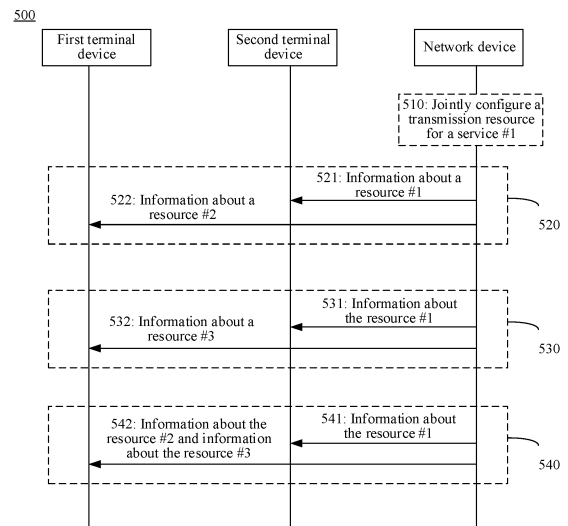 500
First terminal
device
Second terminal
device
Network device
510: Jointly configure a
transmission resource
for a service #1
521: Information about a
resource #1
522: Information about a
resource #2
520
531: Information about
the resource #1
532: Information about a
resource #3
530
541: Information about
the resource #1
542: Information about the
resource #2 and information
about the resource #3
540